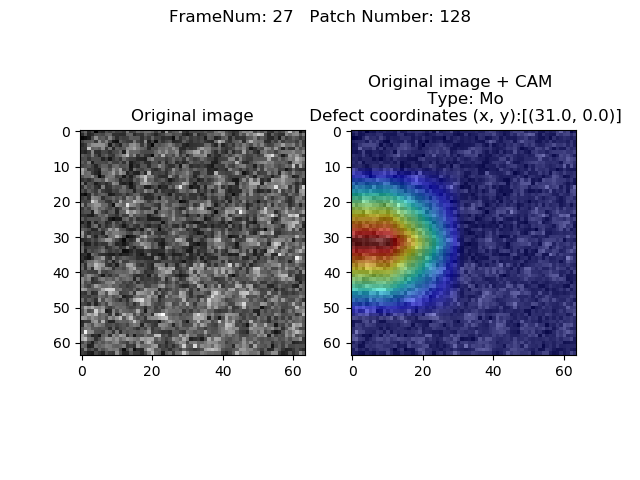 FrameNum: 27   Patch Number: 128
Original image
Original image + CAM
Type: Mo
Defect coordinates (x, y):[(31.0, 0.0)]
0
10
20
30
40
50
60
0 20 40 60
0
10
20
30
40
50
60
0 20 40 60